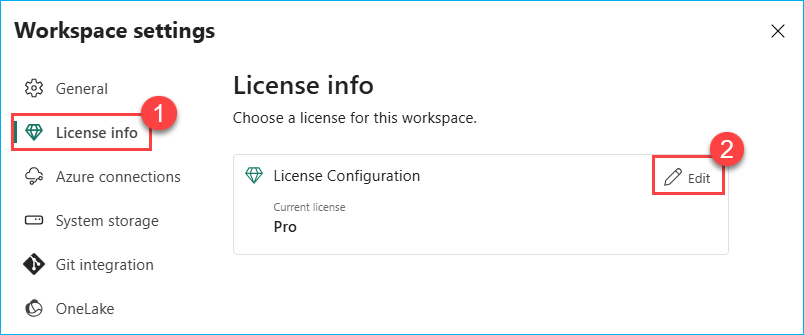 Workspace settings
General
1
License info
Azure connections
System storage
Git integration
OneLake
License info
Choose a license for this workspace.
2
License Configuration
Edit
Current license
Pro